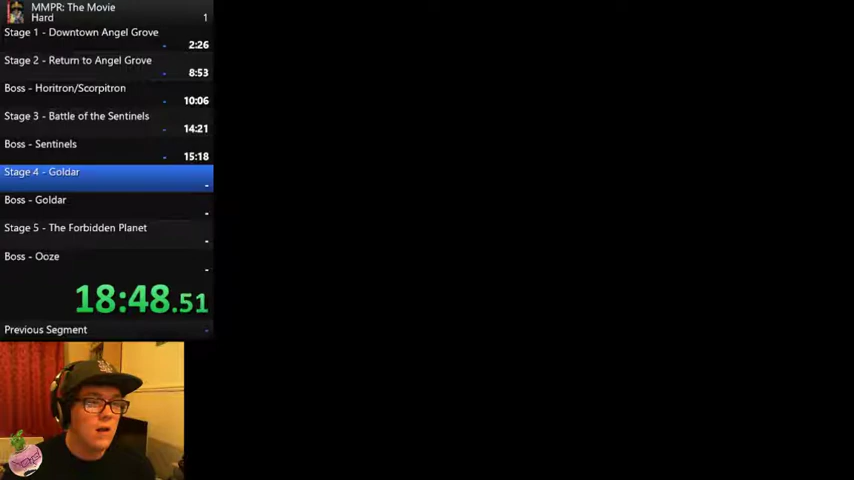 MMPR: The Movie
Hard 1
Stage 1 - Downtown Angel Grove
- 2:26
Stage 2 - Return to Angel Grove
- 8:53
Boss - Horitron/Scorpitron
- 10:06
Stage 3 - Battle of the Sentinels
- 14:21
Boss - Sentinels
- 15:18
Stage 4 - Goldar
-
Boss - Goldar
-
Stage 5 - The Forbidden Planet
-
Boss - Ooze
-
18:48.51
Previous Segment -